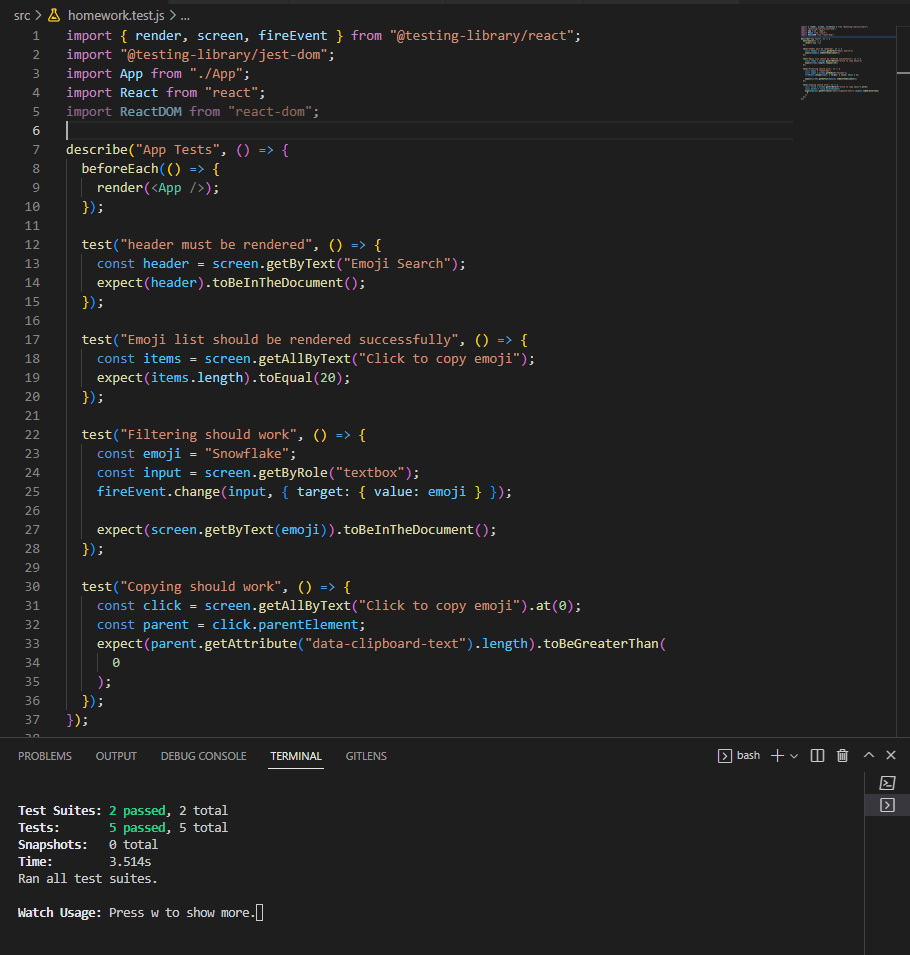 src > homework.test.js > ...
1 import { render, screen, fireEvent } from "@testing-library/react";
2 import "@testing-library/jest-dom";
3 import App from "./App";
4 import React from "react";
5 import ReactDOM from "react-dom";
6
7 describe("App Tests", () => {
8 beforeEach(() => {
9 render(<App />);
10 });
11
12 test("header must be rendered", () => {
13 const header = screen.getByText("Emoji Search");
14 expect(header).toBeInTheDocument();
15 });
16
17 test("Emoji list should be rendered successfully", () => {
18 const items = screen.getAllByText("Click to copy emoji");
19 expect(items.length).toEqual(20);
20 });
21
22 test("Filtering should work", () => {
23 const emoji = "Snowflake";
24 const input = screen.getByRole("textbox");
25 fireEvent.change(input, { target: { value: emoji } });
26
27 expect(screen.getByText(emoji)).toBeInTheDocument();
28 });
29
30 test("Copying should work", () => {
31 const click = screen.getAllByText("Click to copy emoji").at(0);
32 const parent = click.parentElement;
33 expect(parent.getAttribute("data-clipboard-text").length).toBeGreaterThan(
34 0
35 );
36 });
37 });
PROBLEMS OUTPUT DEBUG CONSOLE TERMINAL GITLENS bash
Test Suites: 2 passed, 2 total
Tests: 5 passed, 5 total
Snapshots: 0 total
Time: 3.514s
Ran all test suites.
Watch Usage: Press w to show more.